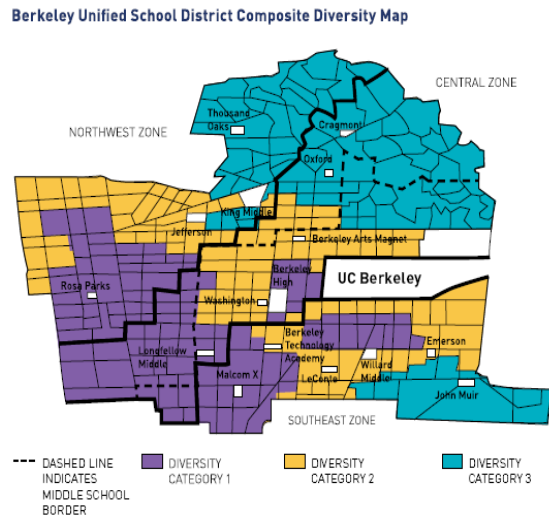 Berkeley Unified School District Composite Diversity Map
CENTRAL ZONE
NORTHWEST ZONE
Thousand
Oaks
Cragmont
Oxford
King Middle
Jefferson
Berkeley Arts Magnet
Berkeley
High
UC Berkeley
Rosa Parks
Washington
Berkeley
Technology
Academy
Emerson
Longfellow
Middle
Malcom X
LeConte
Willard
Middle
John Muir
SOUTHEAST ZONE
DASHED LINE
INDICATES
MIDDLE SCHOOL
BORDER
DIVERSITY
CATEGORY 1
DIVERSITY
CATEGORY 2
DIVERSITY
CATEGORY 3